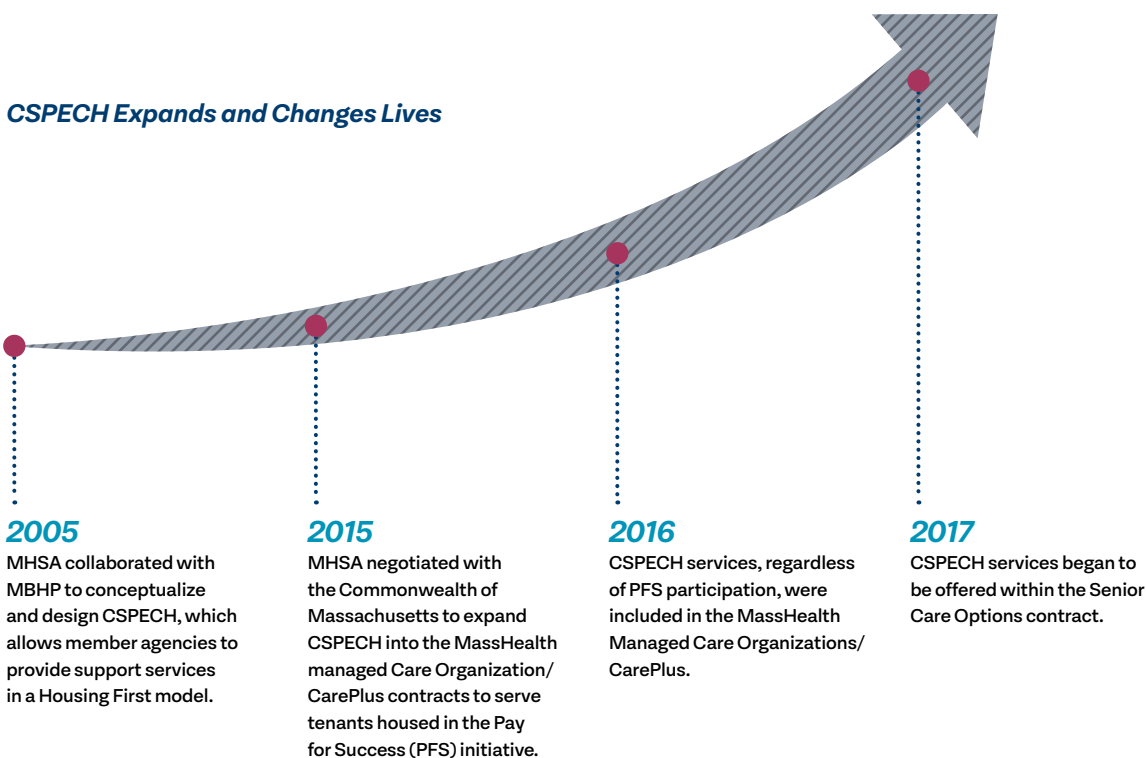 CSPECH Expands and Changes Lives
2005
MHSA collaborated with
MBHP to conceptualize
and design CSPECH, which
allows member agencies to
provide support services
in a Housing First model.
2015
MHSA negotiated with
the Commonwealth of
Massachusetts to expand
CSPECH into the MassHealth
managed Care Organization/
CarePlus contracts to serve
tenants housed in the Pay
for Success (PFS) initiative.
2016
CSPECH services, regardless
of PFS participation, were
included in the MassHealth
Managed Care Organizations/
CarePlus.
2017
CSPECH services began to
be offered within the Senior
Care Options contract.